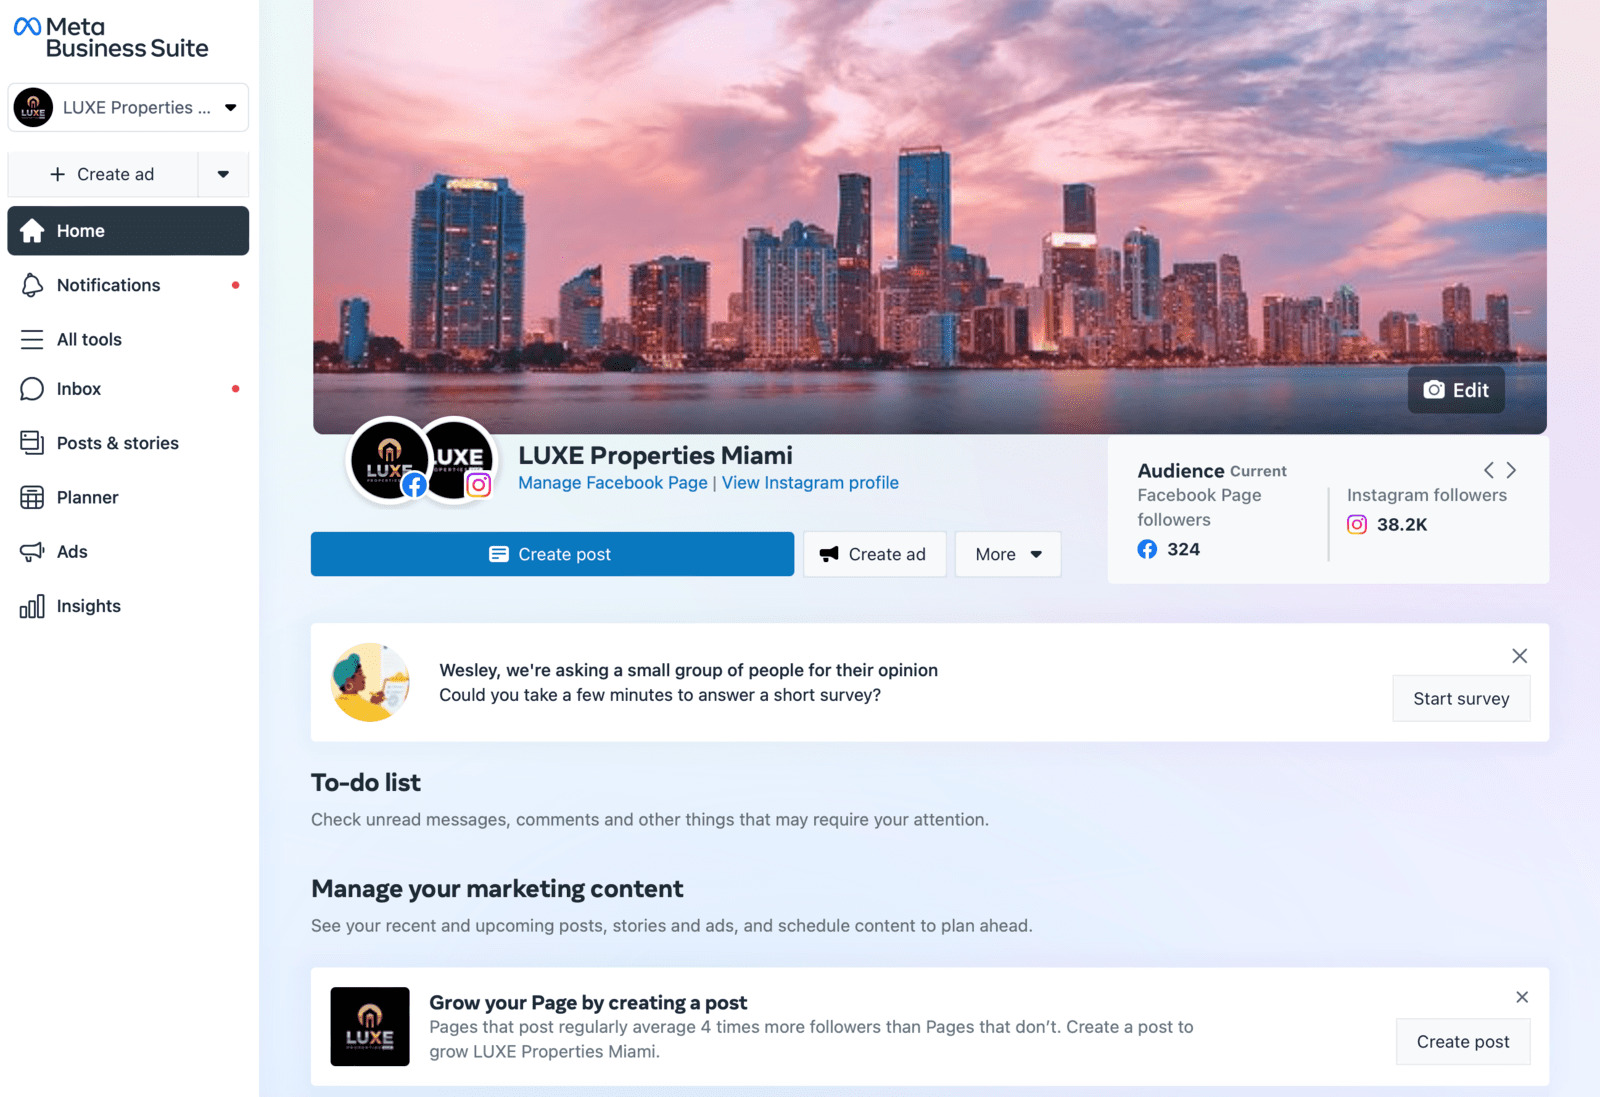 Meta
Business Suite
LUXE
LUXE Properties ...
Create ad
Home
Notifications
All tools
Inbox
Posts & stories
Planner
Ads
Insights
Edit
LUXE
LUXE Properties Miami
Manage Facebook Page | View Instagram profile
Create post
Create ad
More
Audience Current
Facebook Page
followers
324
Instagram followers
38.2K
Wesley, we're asking a small group of people for their opinion
Could you take a few minutes to answer a short survey?
Start survey
To-do list
Check unread messages, comments and other things that may require your attention.
Manage your marketing content
See your recent and upcoming posts, stories and ads, and schedule content to plan ahead.
LUXE
Grow your Page by creating a post
Pages that post regularly average 4 times more followers than Pages that don’t. Create a post to
grow LUXE Properties Miami.
Create post